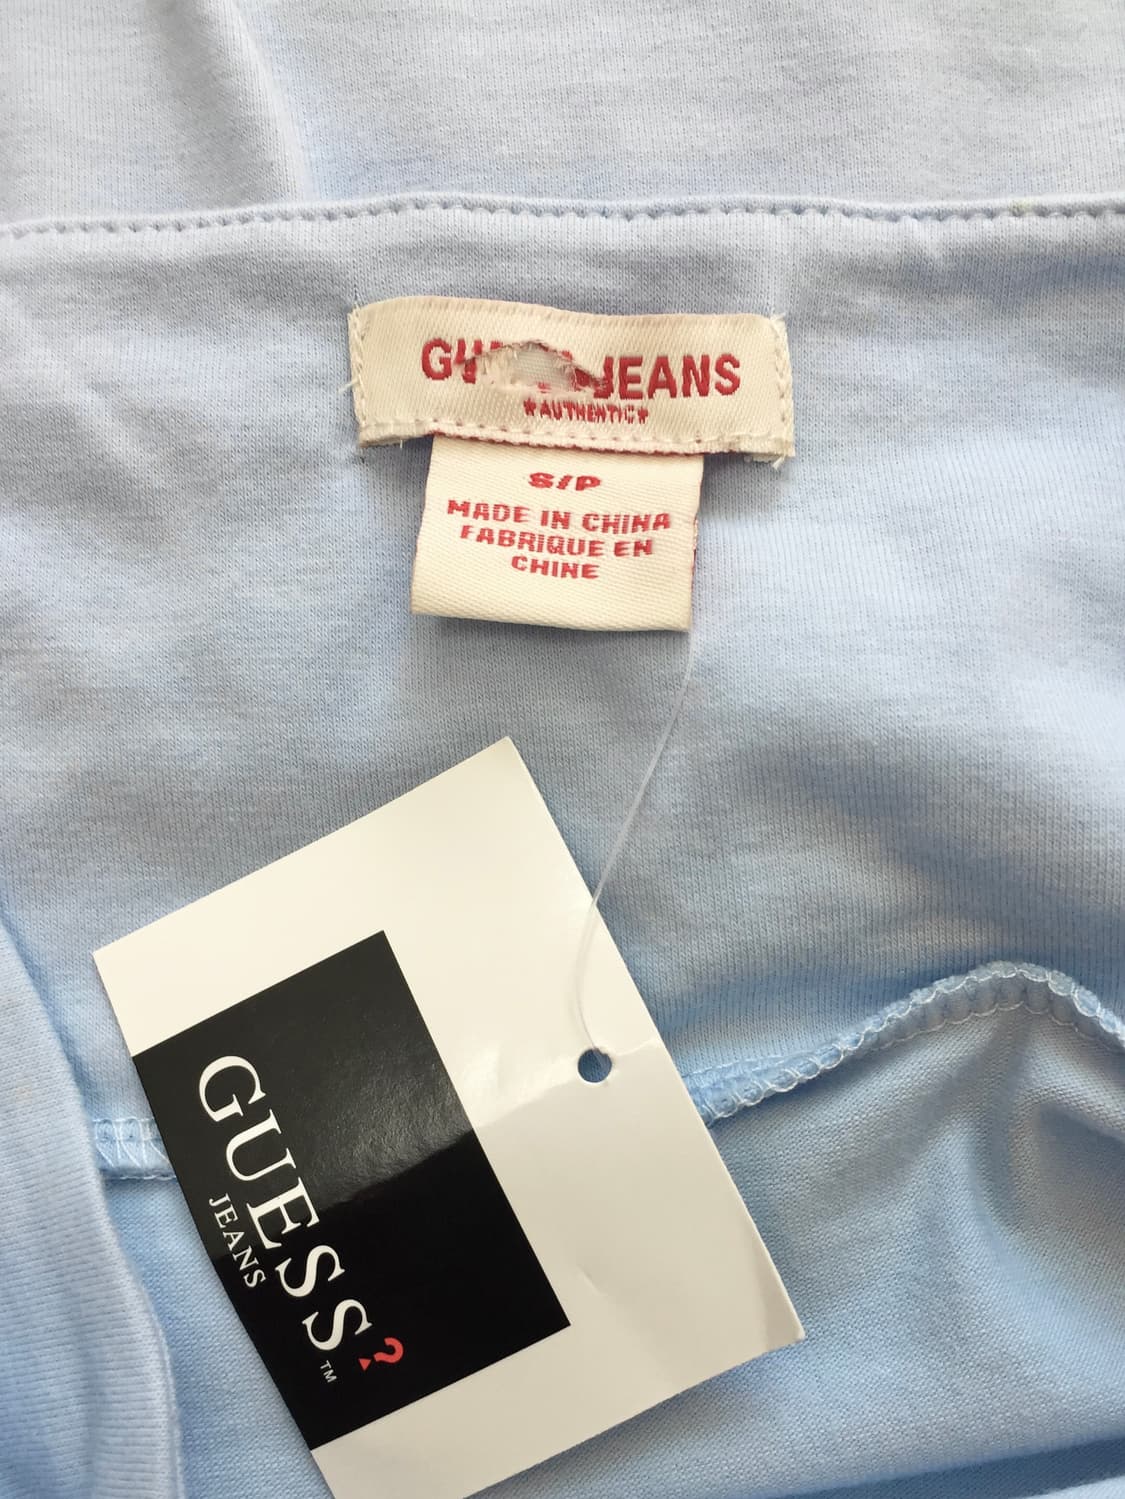 JEANS
*AUTHENTIC*
S/P
MADE IN CHINA
FABRIQUE EN
CHINE
GUESS?
JEANS
TM